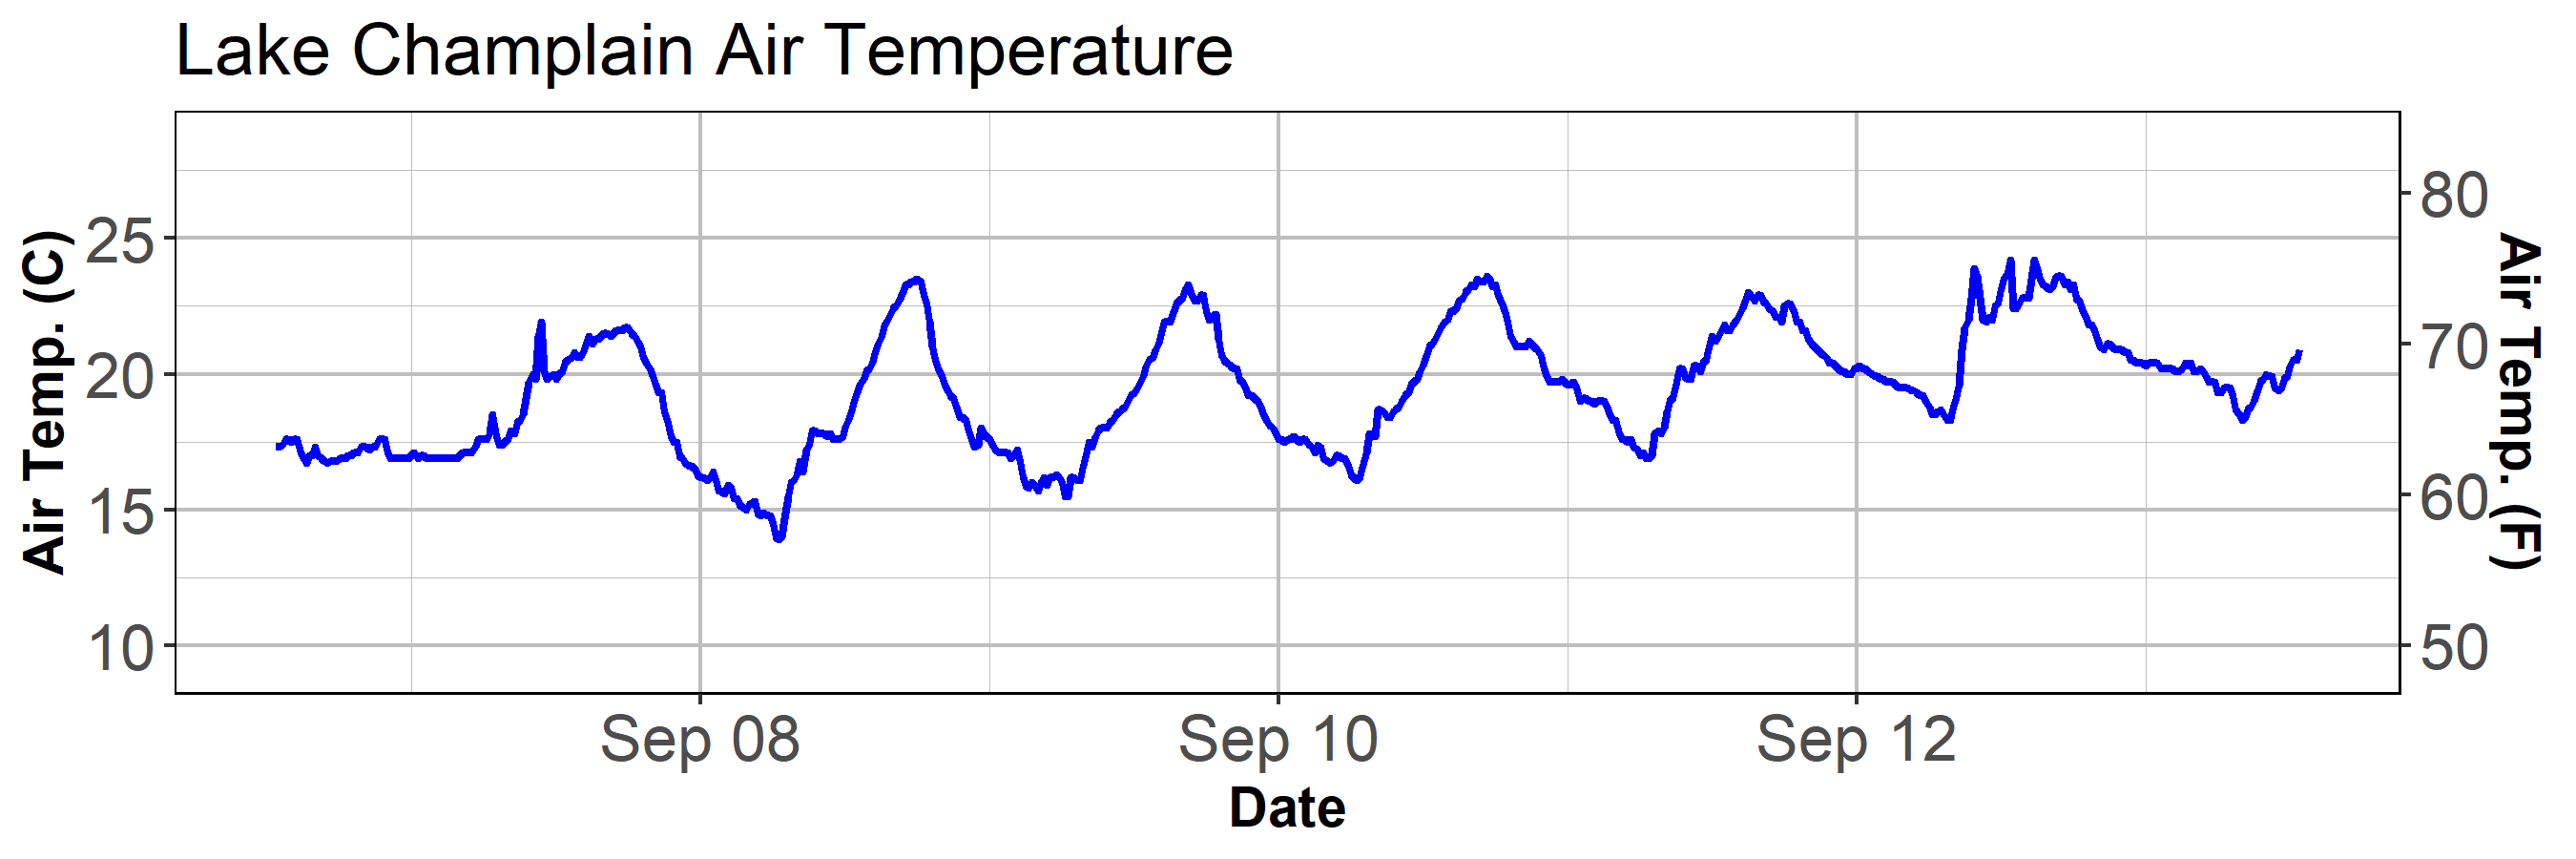 Lake Champlain Air Temperature
Air Temp. (C)
25
20
15
10
80
70
60
50
Air Temp. (F)
Sep 08 Sep 10 Sep 12
Date